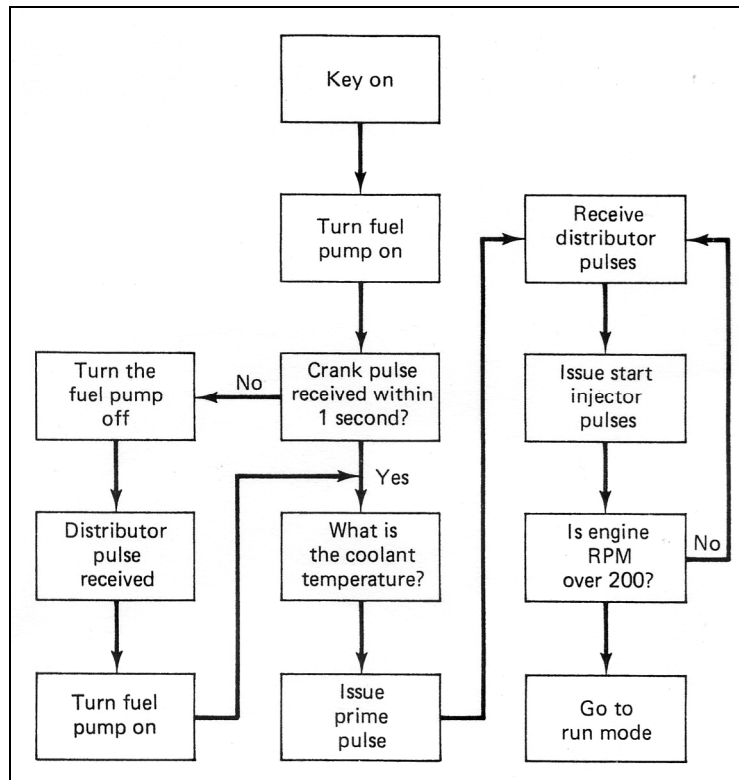 Key on
Turn fuel
pump on
Crank pulse
received within
1 second?
No
Turn the
fuel pump
off
Distributor
pulse
received
Turn fuel
pump on
Yes
What is
the coolant
temperature?
Issue
prime
pulse
Receive
distributor
pulses
Issue start
injector
pulses
Is engine
RPM
over 200?
No
Go to
run mode